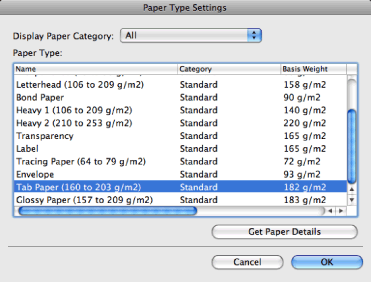 Paper Type Settings
Display Paper Category: All
Paper Type:
Name Category Basis Weight
Letterhead (106 to 209 g/m2) Standard 158 g/m2
Bond Paper Standard 90 g/m2
Heavy 1 (106 to 209 g/m2) Standard 140 g/m2
Heavy 2 (210 to 253 g/m2) Standard 220 g/m2
Transparency Standard 165 g/m2
Label Standard 165 g/m2
Tracing Paper (64 to 79 g/m2) Standard 72 g/m2
Envelope Standard 93 g/m2
Tab Paper (160 to 203 g/m2) Standard 182 g/m2
Glossy Paper (157 to 209 g/m2) Standard 183 g/m2
Get Paper Details
Cancel OK